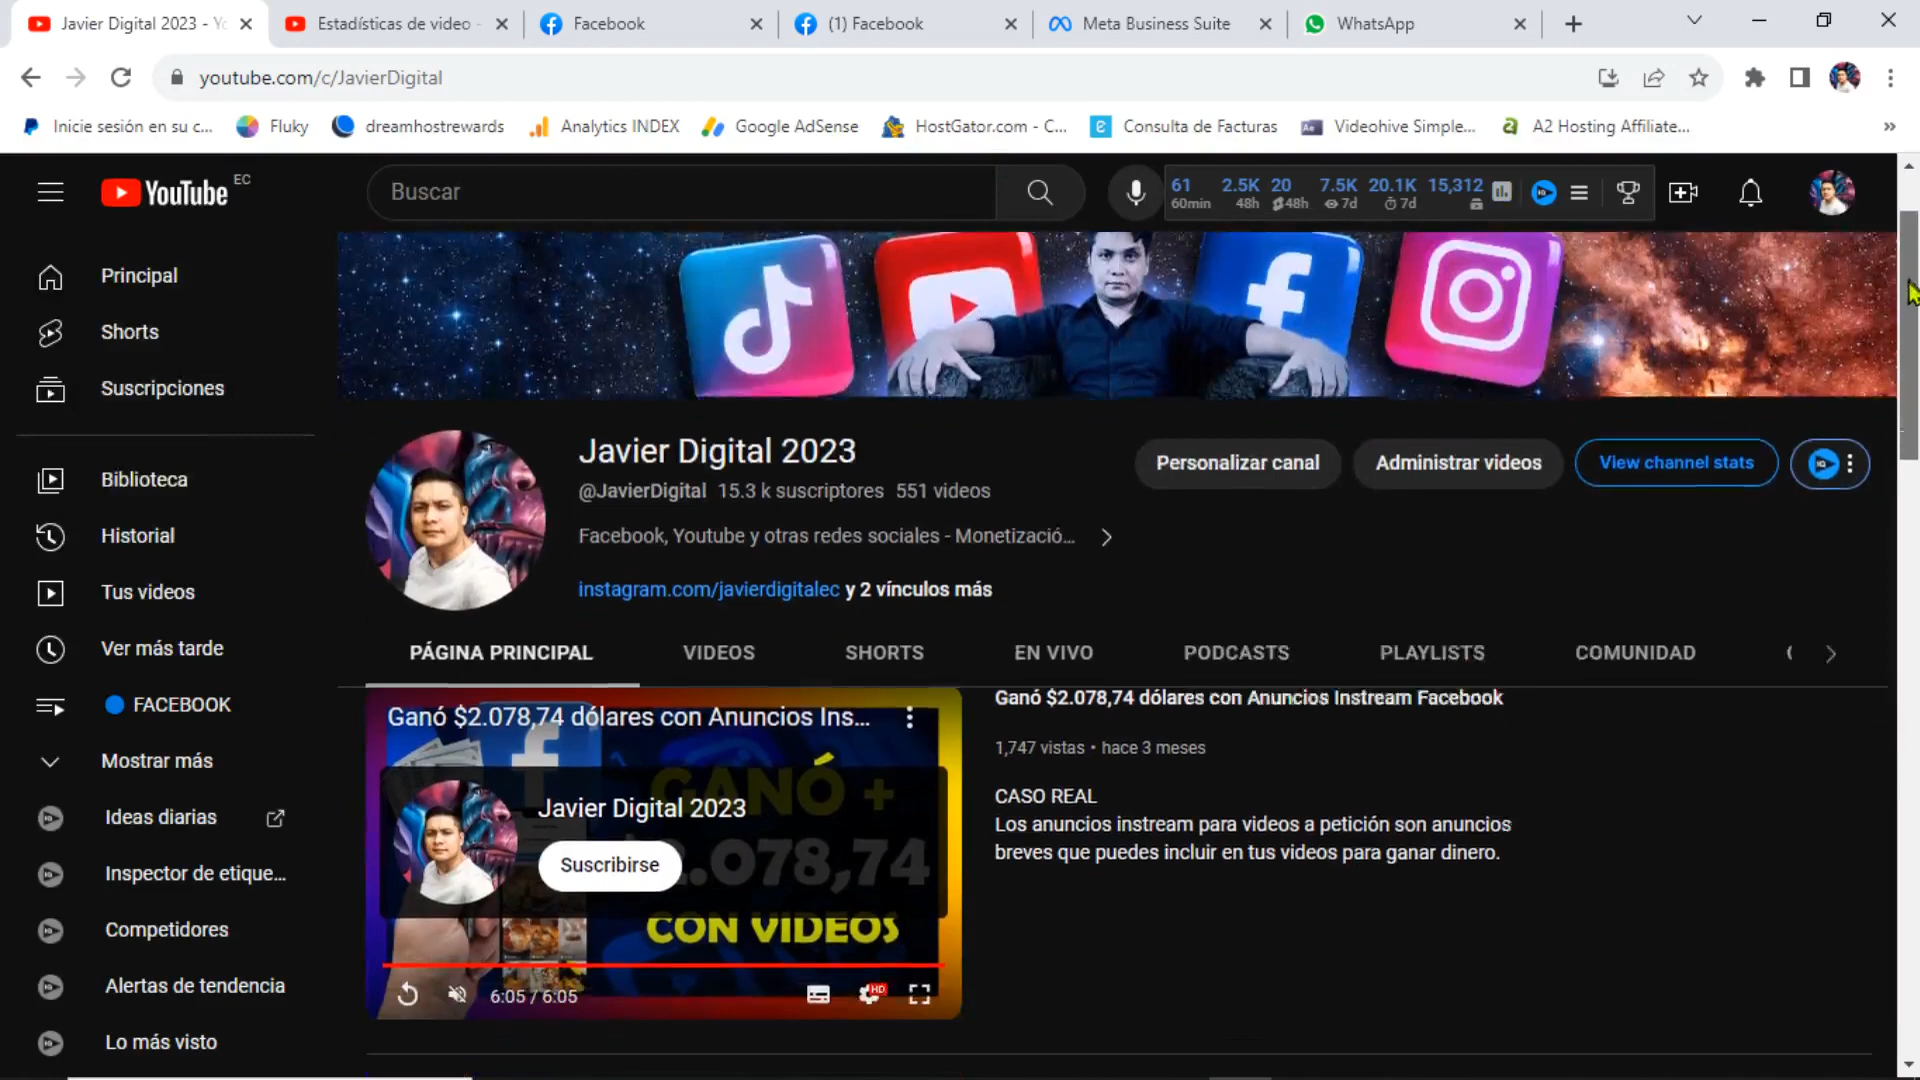 Javier Digital 2023 - Yo
Estadísticas de video -
Facebook
(1) Facebook
Meta Business Suite
WhatsApp
youtube.com/c/JavierDigital
Inicie sesión en su c...
Fluky
dreamhostrewards
Analytics INDEX
Google AdSense
HostGator.com - C...
Consulta de Facturas
Videohive Simple...
A2 Hosting Affiliate...
YouTube EC
Buscar
61 2.5K 20 7.5K 20.1K 15,312
60min 48h 48h 7d 7d
Principal
Shorts
Suscripciones
Biblioteca
Historial
Tus videos
Ver más tarde
FACEBOOK
Mostrar más
Ideas diarias
Inspector de etique...
Competidores
Alertas de tendencia
Lo más visto
Javier Digital 2023
@JavierDigital 15.3 k suscriptores 551 videos
Facebook, Youtube y otras redes sociales - Monetizació...
instagram.com/javierdigitalec y 2 vínculos más
Personalizar canal
Administrar videos
View channel stats
PÁGINA PRINCIPAL
VIDEOS
SHORTS
EN VIVO
PODCASTS
PLAYLISTS
COMUNIDAD
Ganó $2.078,74 dólares con Anuncios Ins...
GANÓ +
2.078,74
CON VIDEOS
Javier Digital 2023
Suscribirse
6:05 / 6:05
HD
Ganó $2.078,74 dólares con Anuncios Instream Facebook
1,747 vistas • hace 3 meses
CASO REAL
Los anuncios instream para videos a petición son anuncios
breves que puedes incluir en tus videos para ganar dinero.